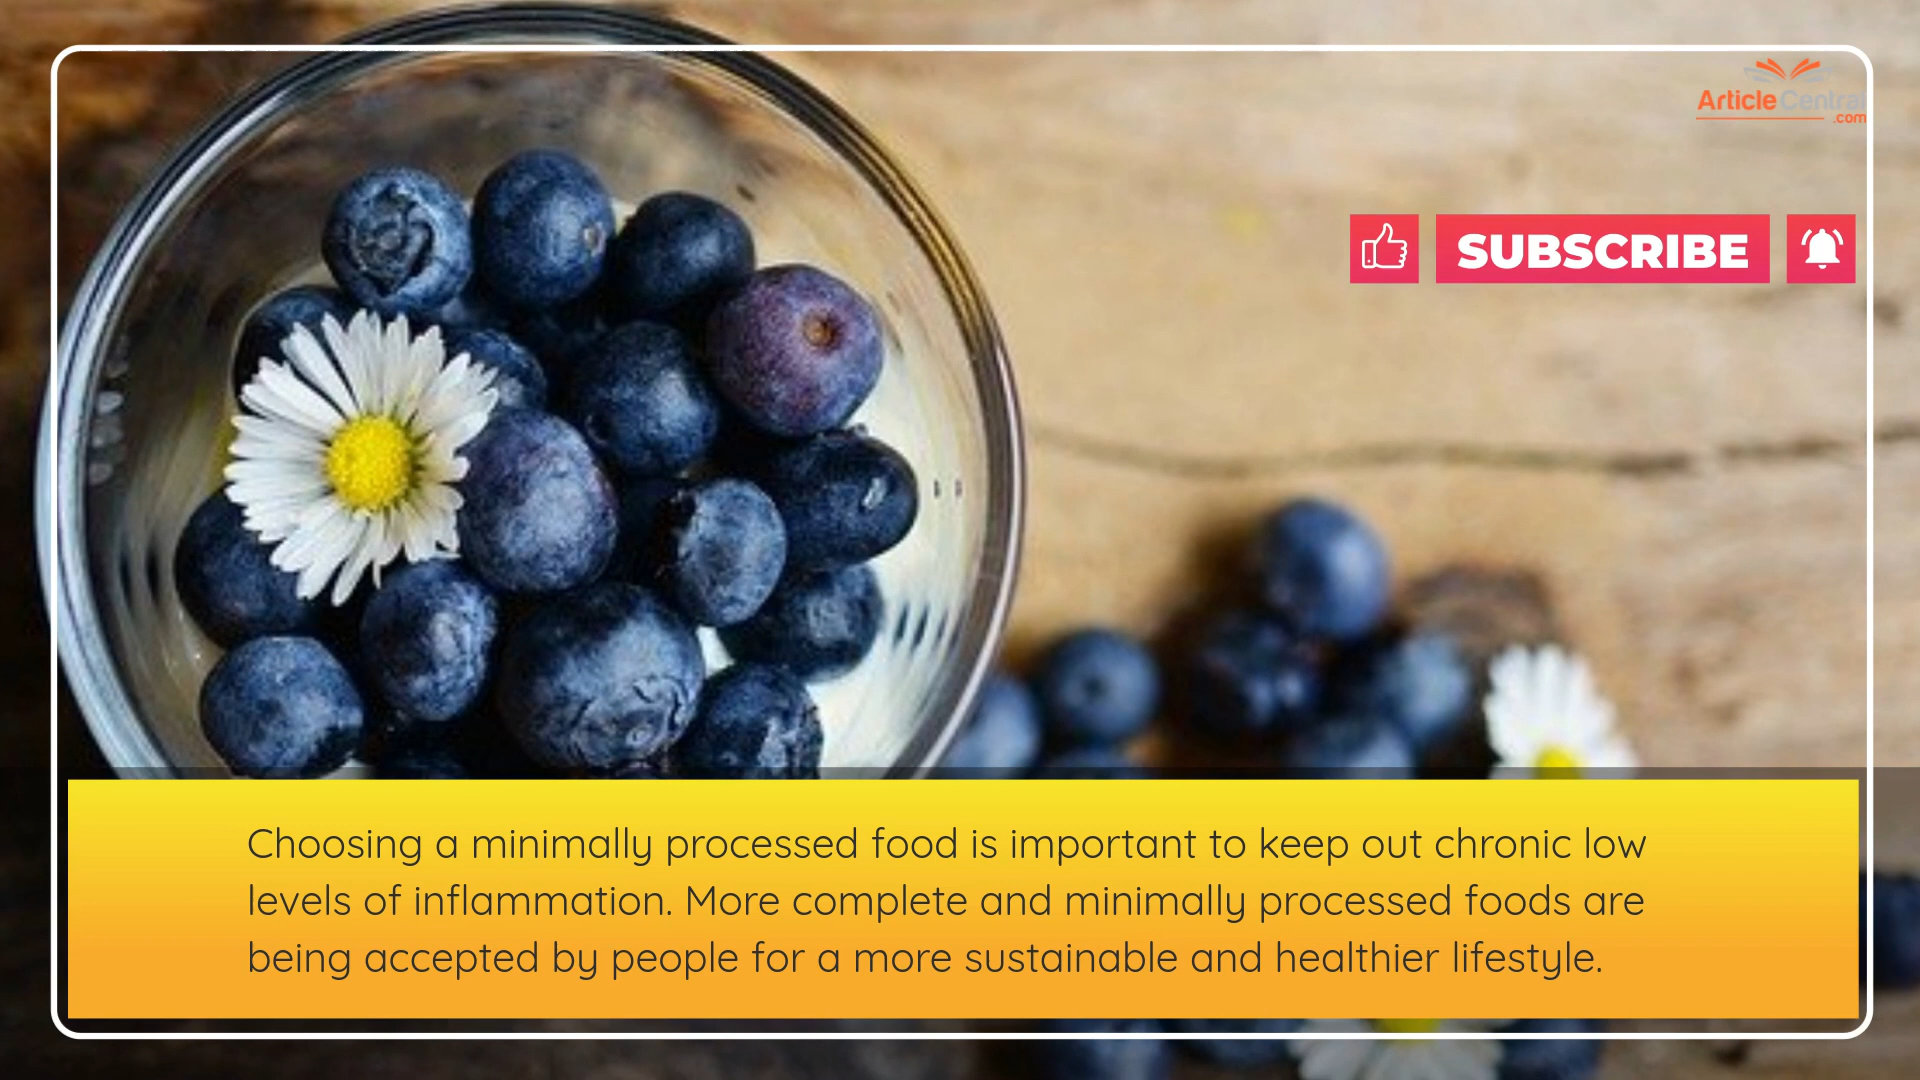 ArticleCentral
.com
SUBSCRIBE
Choosing a minimally processed food is important to keep out chronic low
levels of inflammation. More complete and minimally processed foods are
being accepted by people for a more sustainable and healthier lifestyle.